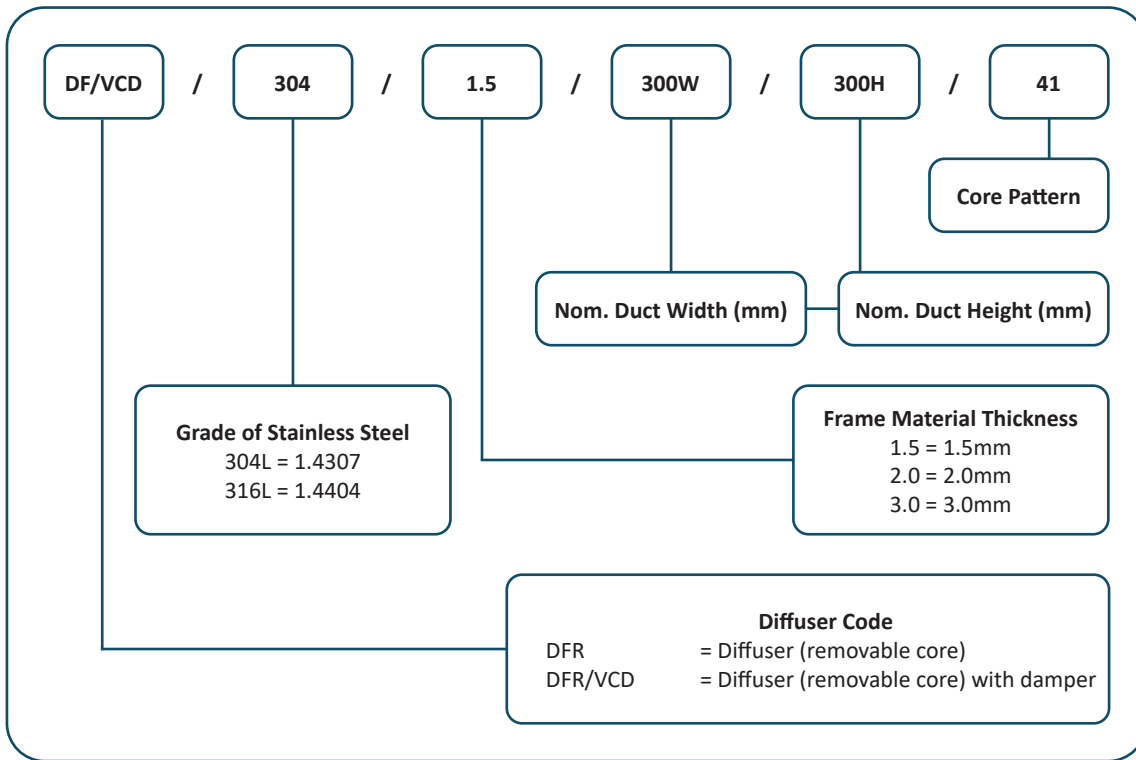 DF/VCD / 304 / 1.5 / 300W / 300H / 41
Core Pattern
Nom. Duct Width (mm) Nom. Duct Height (mm)
Grade of Stainless Steel
304L = 1.4307
316L = 1.4404
Frame Material Thickness
1.5 = 1.5mm
2.0 = 2.0mm
3.0 = 3.0mm
Diffuser Code
DFR = Diffuser (removable core)
DFR/VCD = Diffuser (removable core) with damper